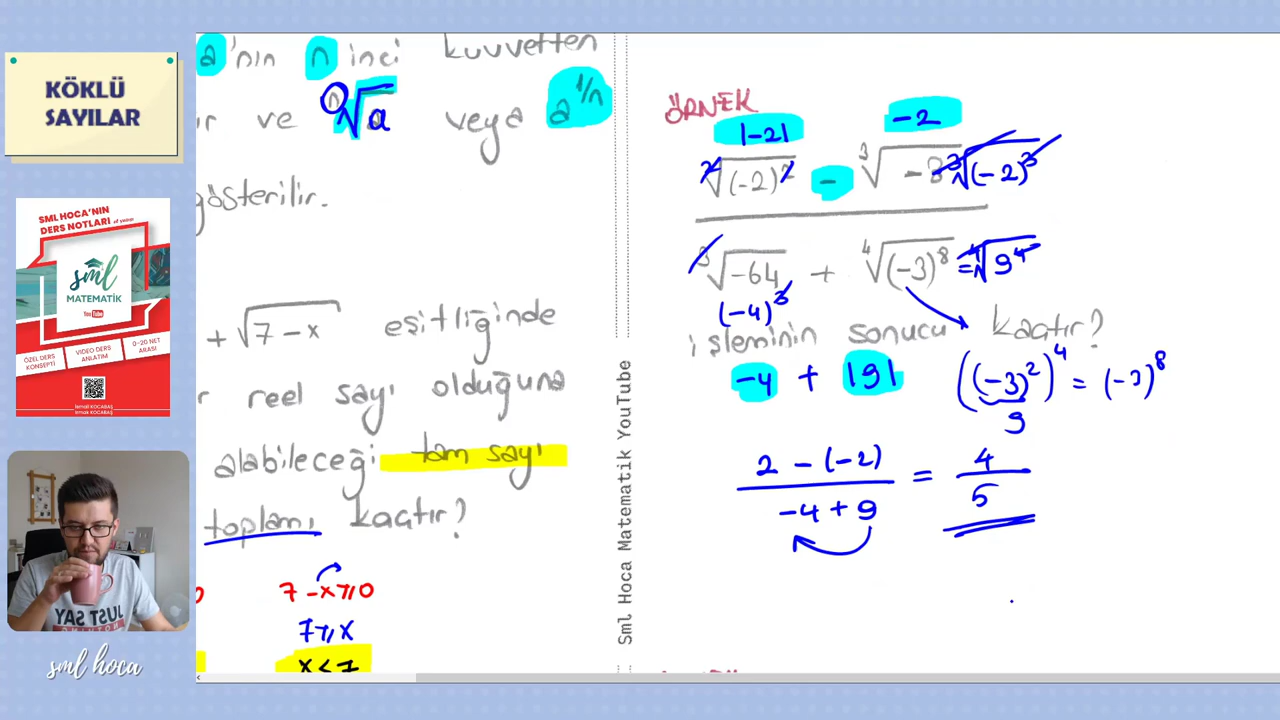 KÖKLÜ
SAYILAR
SML HOCA'NIN
DERS NOTLARI
sml
MATEMATİK
YouTube
ÖZEL DERS
KONSEPTİ
VIDEO DERS
ANLATIM
0-20 NET
ARASI
İsmail KOCABAŞ
Irmak KOCABAŞ
JUST
SAY
NOTHING
sml hoca
a'nın n inci kuvvetten
ve ⁿ√a veya a^1/n
gösterilir.
+ √7-x eşitliğinde
r reel sayı olduğuna
alabileceği tam sayı
toplamı kaçtır?
7-x≥0
7≥x
x≤7
Sml Hoca Matematik YouTube
ÖRNEK
|-2| -2
²√(-2)² - ³√-8 ³√(-2)³
³√-64 + ⁴√(-3)⁸ = ⁴√9⁴
(-4)³
işleminin sonucu kaçtır?
-4 + |9| ((-3)²)⁴ = (-3)⁸
9
2 - (-2) = 4
-4 + 9 5